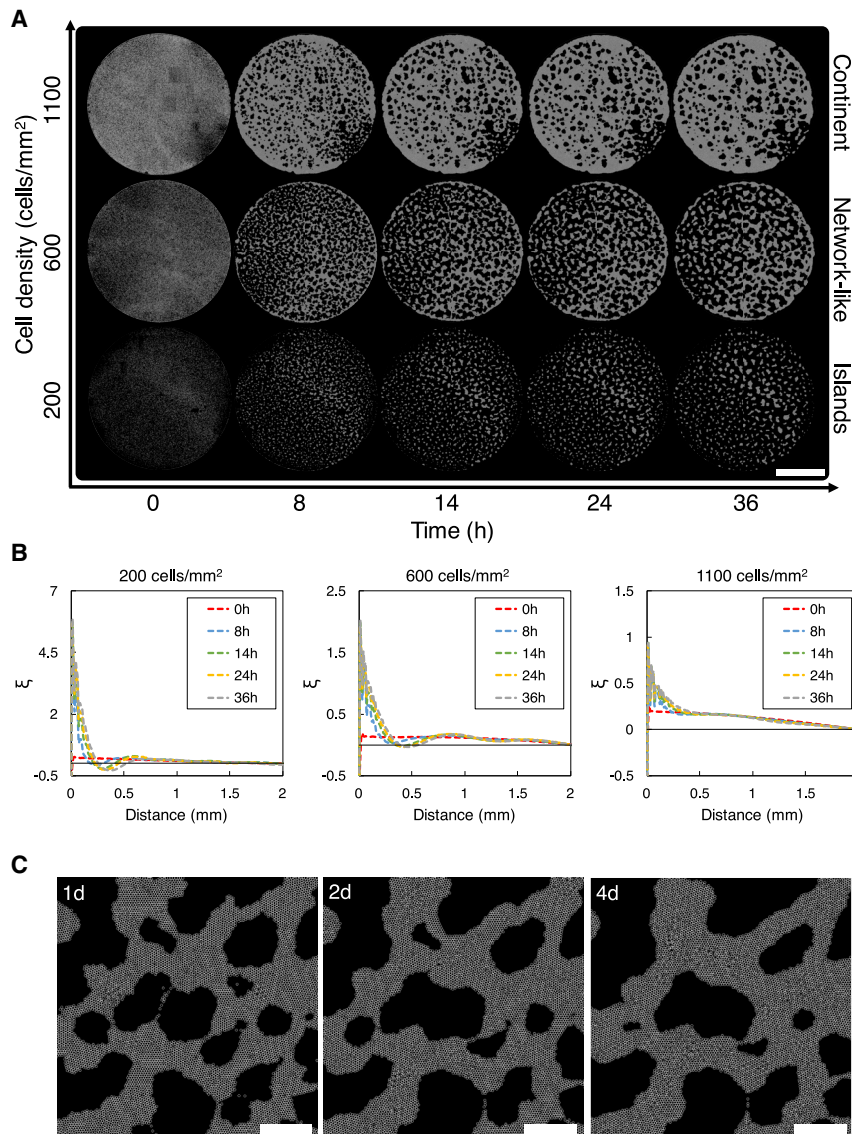 A
Cell density (cells/mm²)
1100
600
200
Continent
Network-like
Islands
0
8
14
24
36
Time (h)
B
200 cells/mm²
7
4.5
2
-0.5
ξ
0h
8h
14h
24h
36h
0
0.5
1
1.5
2
Distance (mm)
600 cells/mm²
2.5
1.5
0.5
-0.5
ξ
0h
8h
14h
24h
36h
0
0.5
1
1.5
2
Distance (mm)
1100 cells/mm²
1.5
1
0.5
0
-0.5
ξ
0h
8h
14h
24h
36h
0
0.5
1
1.5
Distance (mm)
C
1d
2d
4d